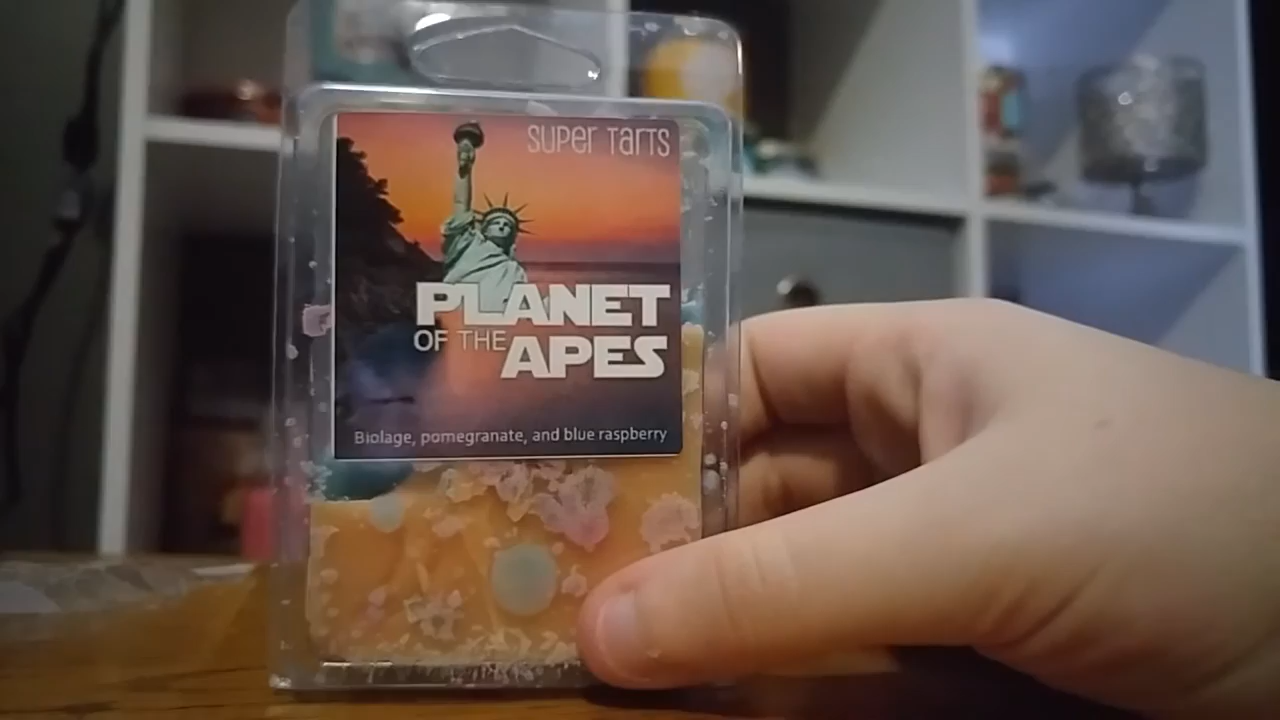 SUPER TARTS
PLANET
OF THE
APES
Biolage, pomegranate, and blue raspberry